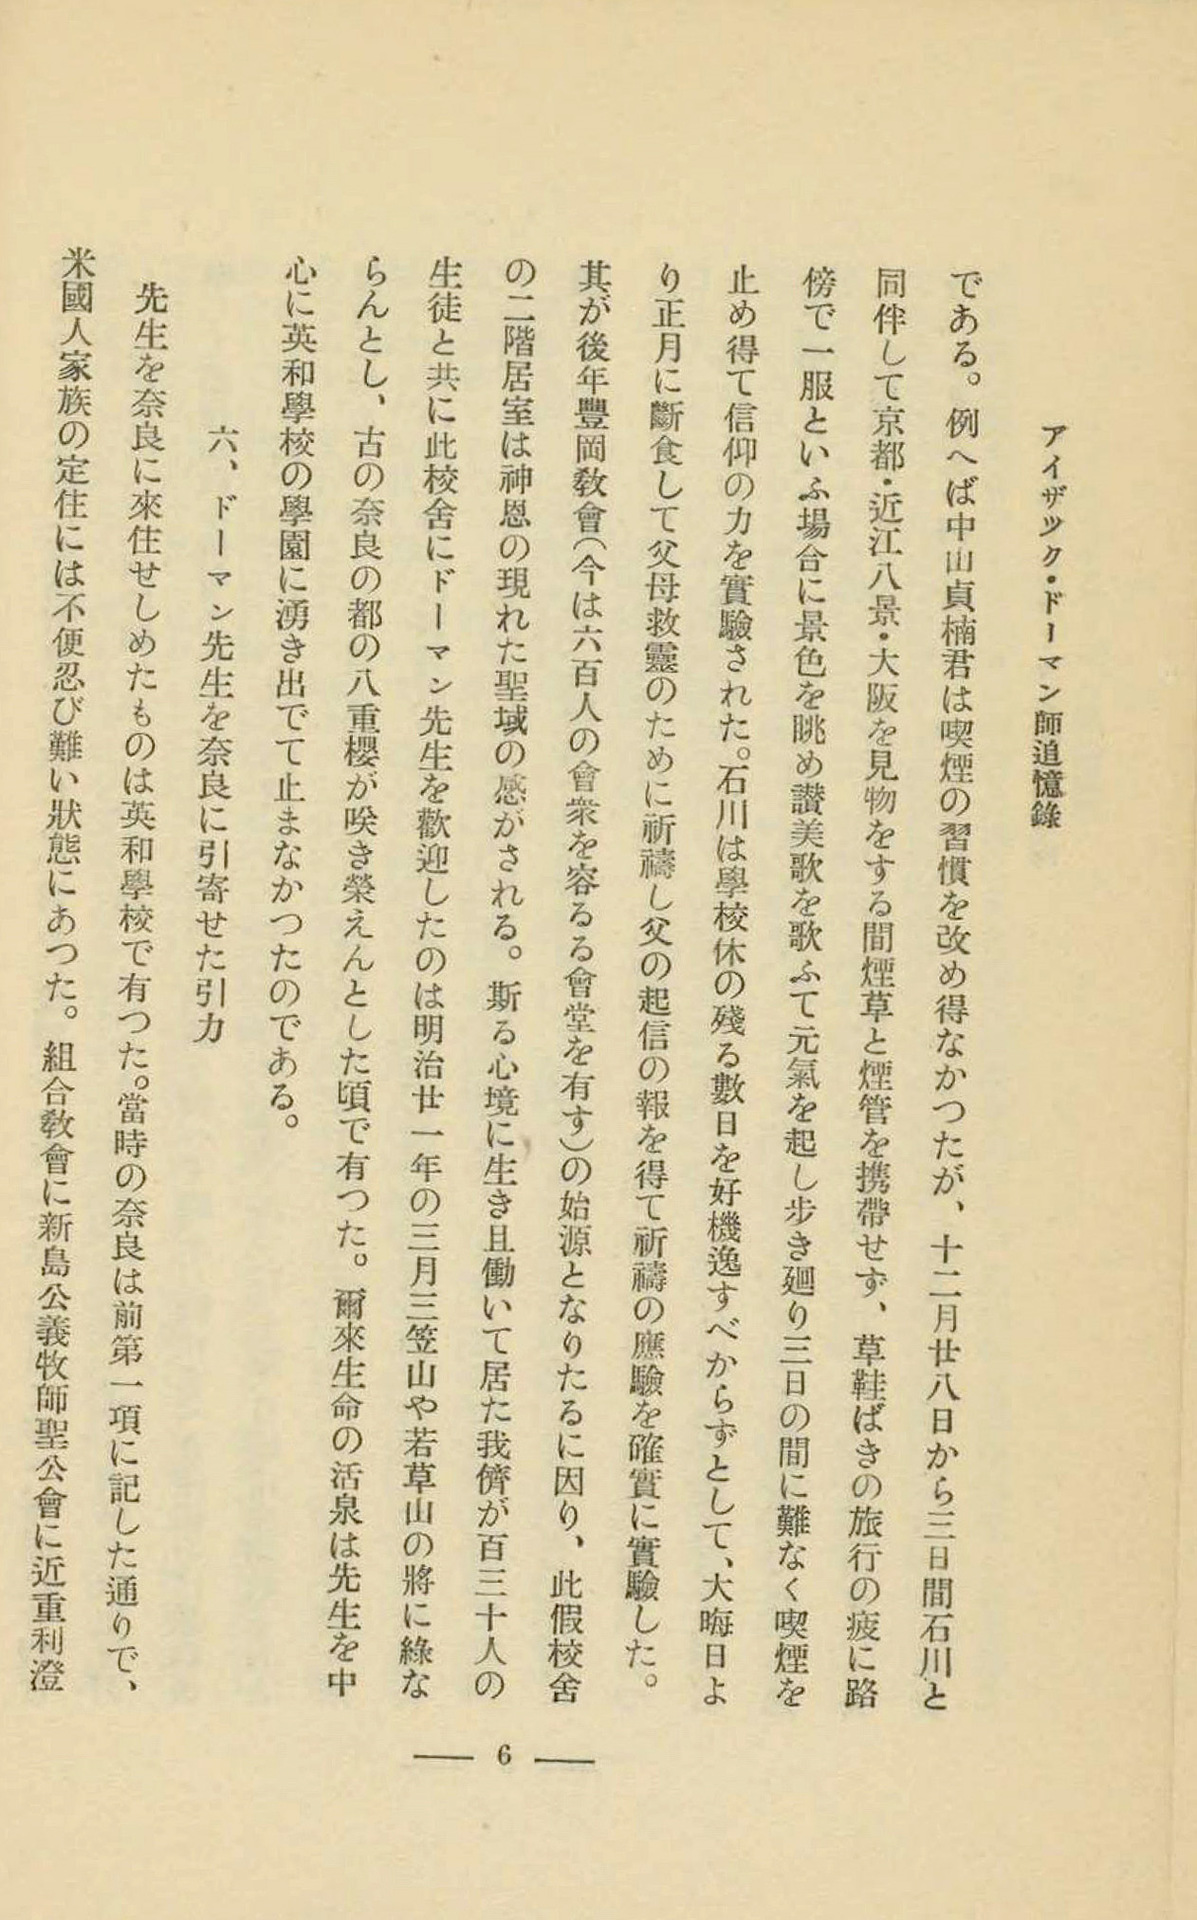 アイザック・ドーマン師追憶錄
である。例へば中山貞楠君は喫煙の習慣を改め得なかつたが、十二月廿八日から三日間石川と
同伴して京都・近江八景・大阪を見物をする間煙草と煙管を携帶せず、草鞋ばきの旅行の疲に路
傍で一服といふ場合に景色を眺め讃美歌を歌ふて元氣を起し步き廻り三日の間に難なく喫煙を
止め得て信仰の力を實驗された。石川は學校休の殘る數日を好機逸すべからずとして、大晦日よ
り正月に斷食して父母救靈のために祈禱し父の起信の報を得て祈禱の應驗を確實に實驗した。
其が後年豐岡敎會(今は六百人の會衆を容るる會堂を有す)の始源となりたるに因り、此假校舍
の二階居室は神恩の現れた聖域の感がされる。斯る心境に生き且働いて居た我儕が百三十人の
生徒と共に此校舍にドーマン先生を歡迎したのは明治廿一年の三月三笠山や若草山の將に綠な
らんとし、古の奈良の都の八重櫻が咲き榮えんとした頃で有つた。爾來生命の活泉は先生を中
心に英和學校の學園に湧き出でて止まなかつたのである。
六、ドーマン先生を奈良に引寄せた引力
先生を奈良に來住せしめたものは英和學校で有つた。當時の奈良は前第一項に記した通りで、
米國人家族の定住には不便忍び難い狀態にあつた。組合敎會に新島公義牧師聖公會に近重利澄
6